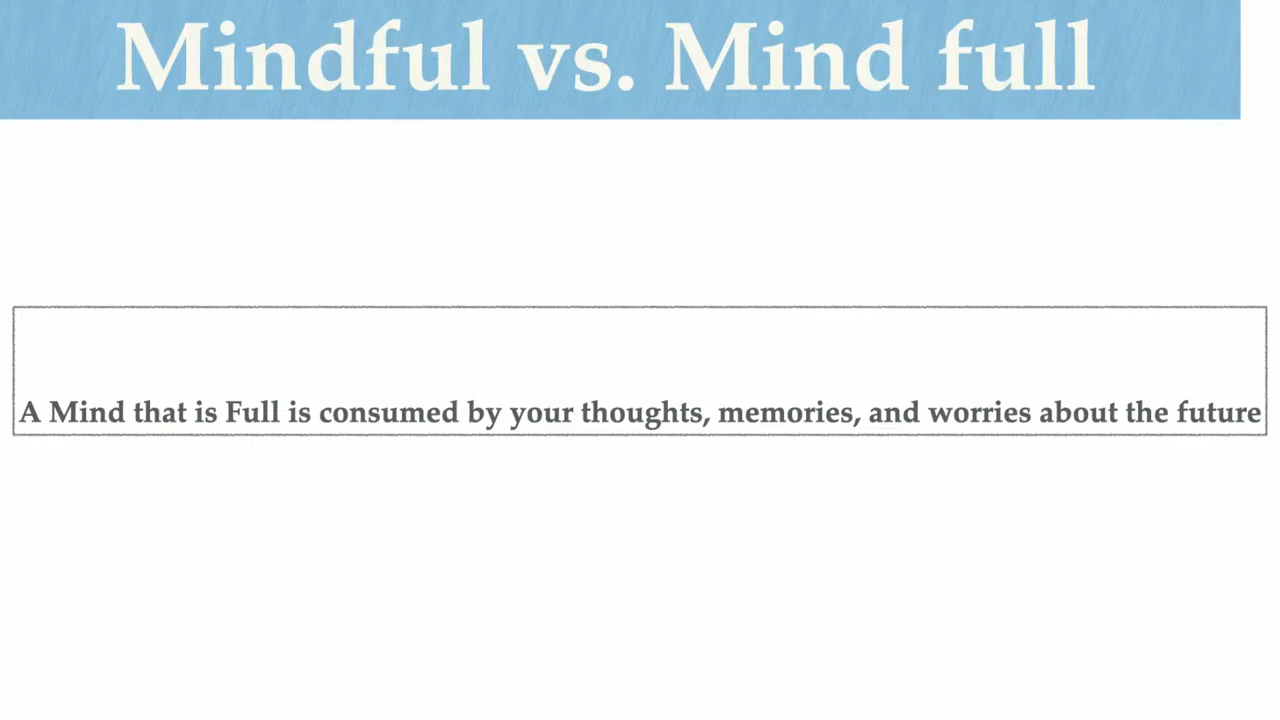 Mindful vs. Mind full
A Mind that is Full is consumed by your thoughts, memories, and worries about the future